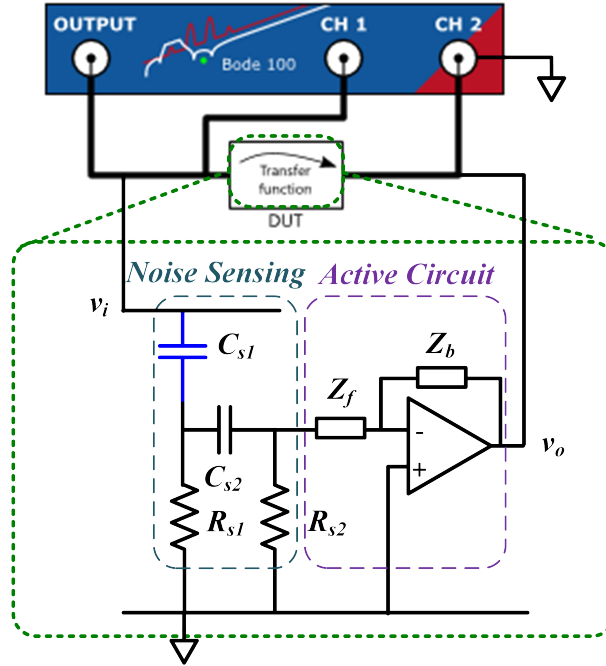 OUTPUT
CH 1
CH 2
Bode 100
Transfer
function
DUT
Noise Sensing
Active Circuit
vi
Cs1
Zb
Zf
-
+
vo
Cs2
Rs1
Rs2